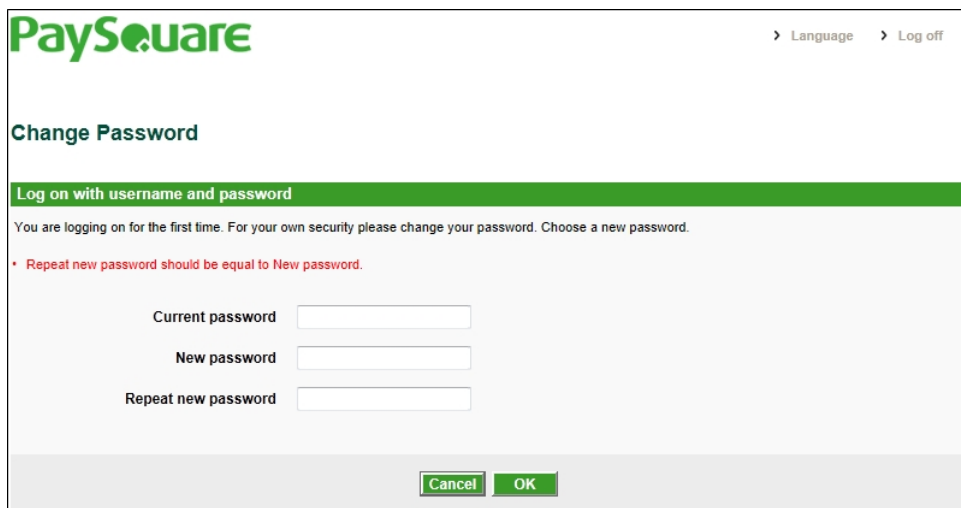 PaySquare
Language Log off
Change Password
Log on with username and password
You are logging on for the first time. For your own security please change your password. Choose a new password.
• Repeat new password should be equal to New password.
Current password
New password
Repeat new password
Cancel OK